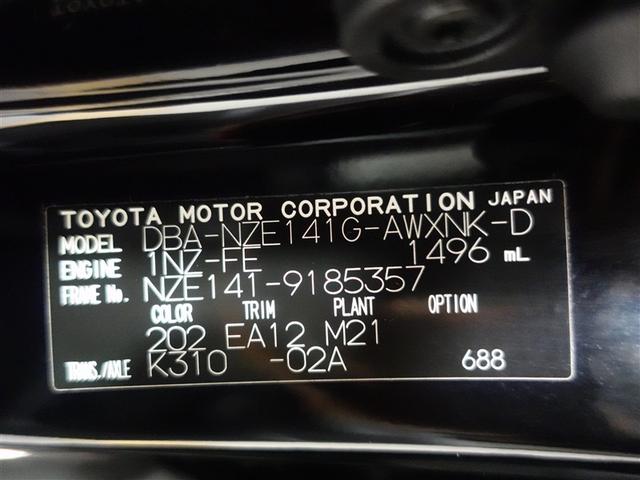 TOYOTA MOTOR CORPORATION JAPAN
MODEL DBA-NZE141G-AWXNK-D
ENGINE 1NZ-FE 1496 mL
FRAME No. NZE141-9185357
COLOR TRIM PLANT OPTION
202 EA12 M21
TRANS./AXLE K310 -02A 688